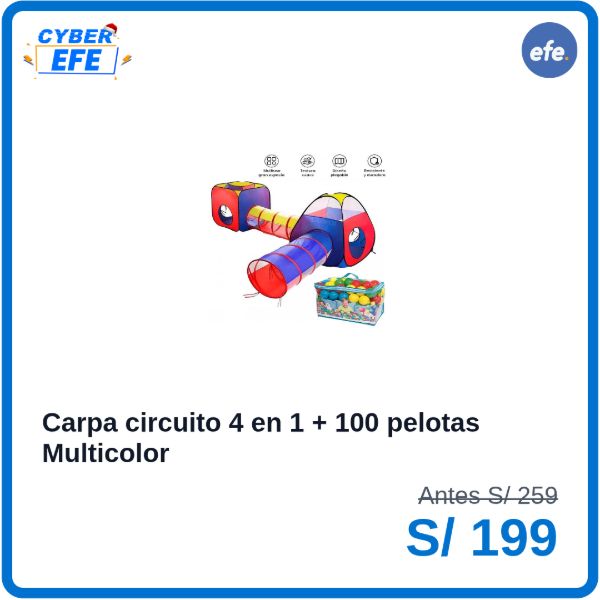 CYBER
EFE
efe.
Carpa circuito 4 en 1 + 100 pelotas
Multicolor
Antes S/ 259
S/ 199